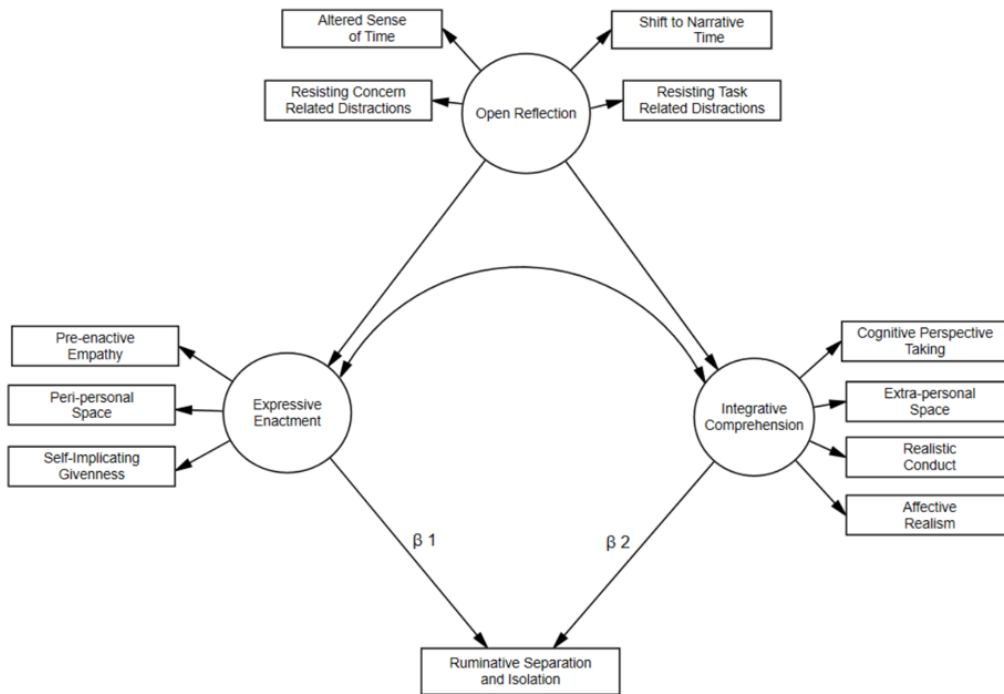 Altered Sense
of Time
Shift to Narrative
Time
Resisting Concern
Related Distractions
Open Reflection
Resisting Task
Related Distractions
Pre-enactive
Empathy
Peri-personal
Space
Self-Implicating
Givenness
Expressive
Enactment
Integrative
Comprehension
Cognitive Perspective
Taking
Extra-personal
Space
Realistic
Conduct
Affective
Realism
β 1
β 2
Ruminative Separation
and Isolation